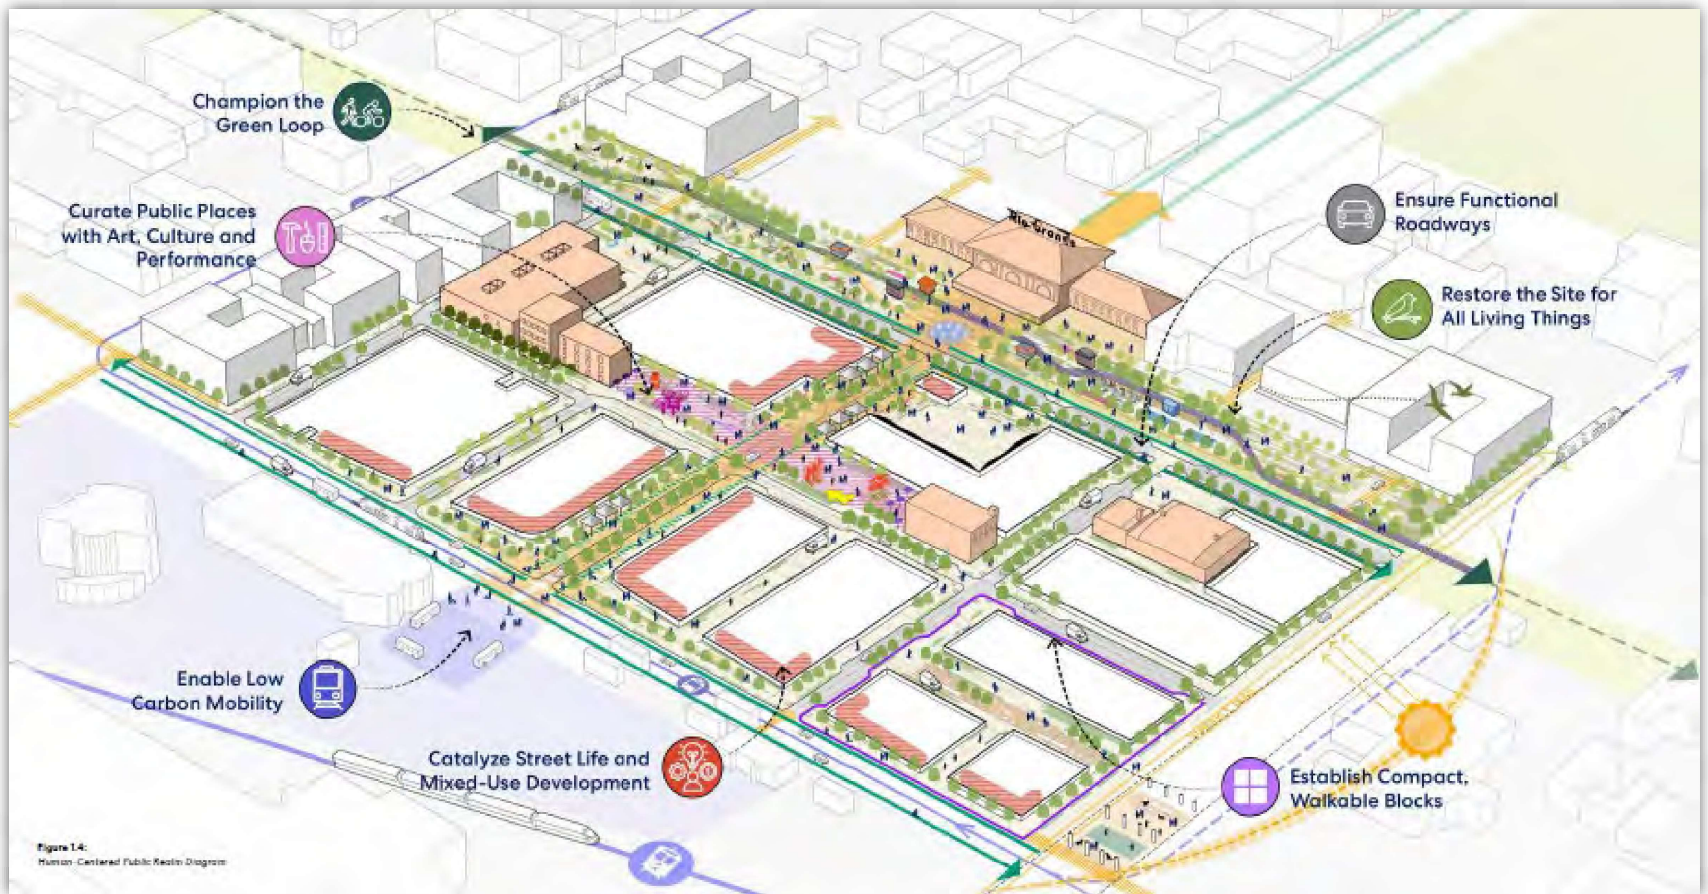 Champion the
Green Loop
Curate Public Places
with Art, Culture and
Performance
Rio Grande
Ensure Functional
Roadways
Restore the Site for
All Living Things
Enable Low
Carbon Mobility
Catalyze Street Life and
Mixed-Use Development
Establish Compact,
Walkable Blocks
Figure 1.4:
Human-Centered Public Realm Diagram